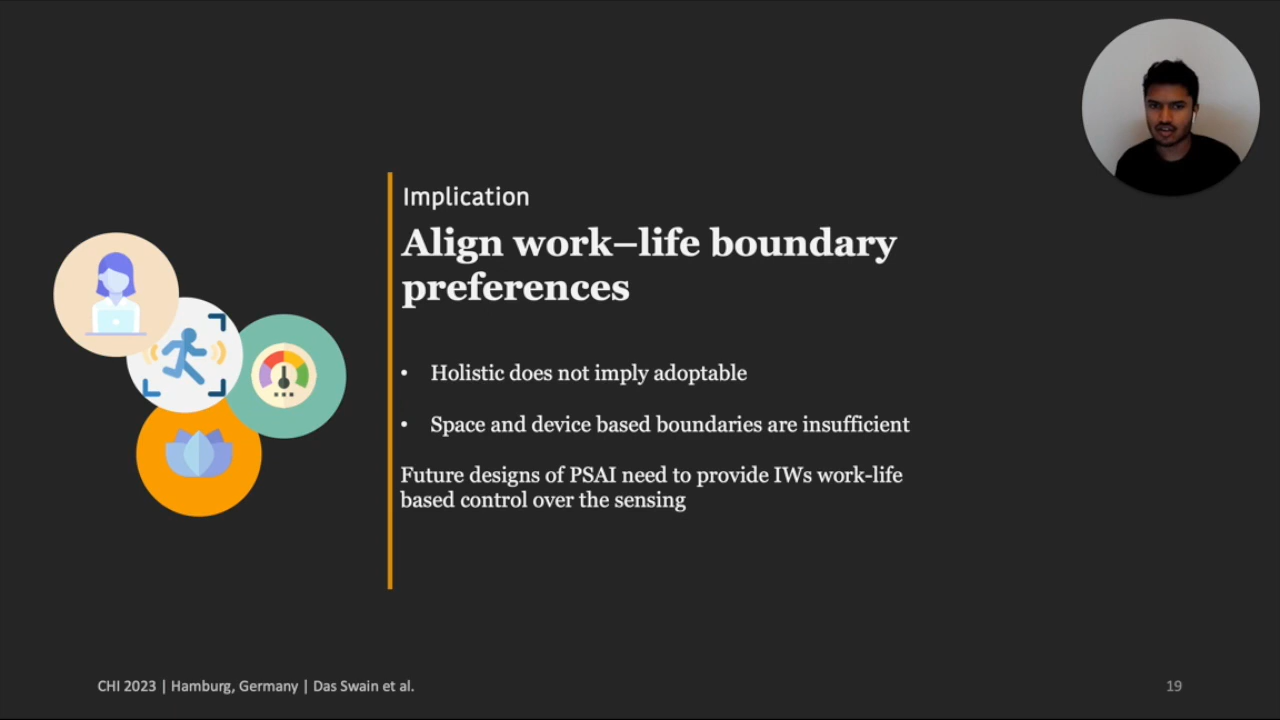 Implication
Align work–life boundary
preferences
• Holistic does not imply adoptable
• Space and device based boundaries are insufficient
Future designs of PSAI need to provide IWs work-life
based control over the sensing
CHI 2023 | Hamburg, Germany | Das Swain et al.
19